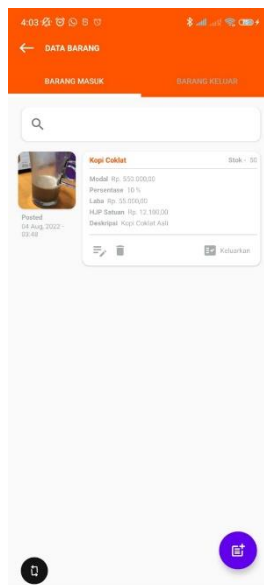 4:03
DATA BARANG
BARANG MASUK
BARANG KELUAR
Kopi Coklat
Stok - 50
Modal Rp. 550.000,00
Persentase 10 %
Laba Rp. 55.000,00
HJP Satuan Rp. 12.100,00
Deskripsi Kopi Coklat Asli
Posted
04 Aug, 2022 -
03:48
Keluarkan